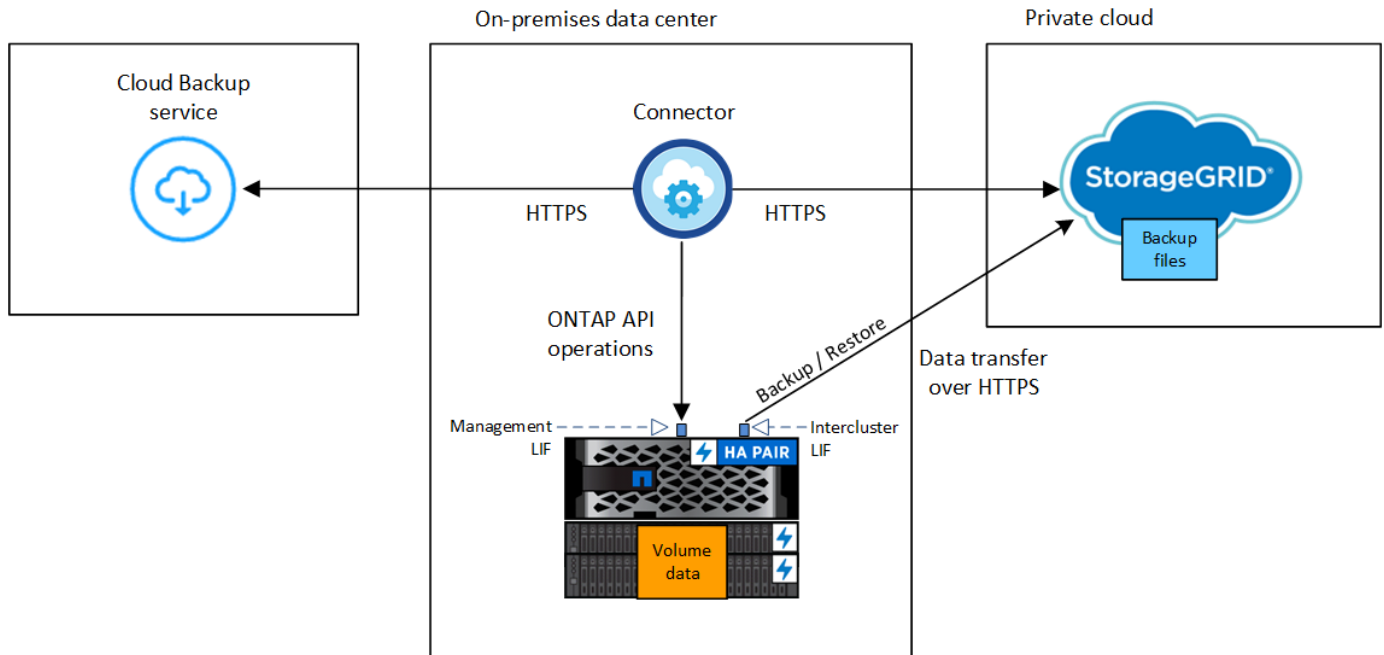 On-premises data center
Private cloud
Cloud Backup
service
Connector
HTTPS
HTTPS
StorageGRID®
Backup
files
ONTAP API
operations
Backup / Restore
Data transfer
over HTTPS
Management
LIF
Intercluster
LIF
HA PAIR
Volume
data